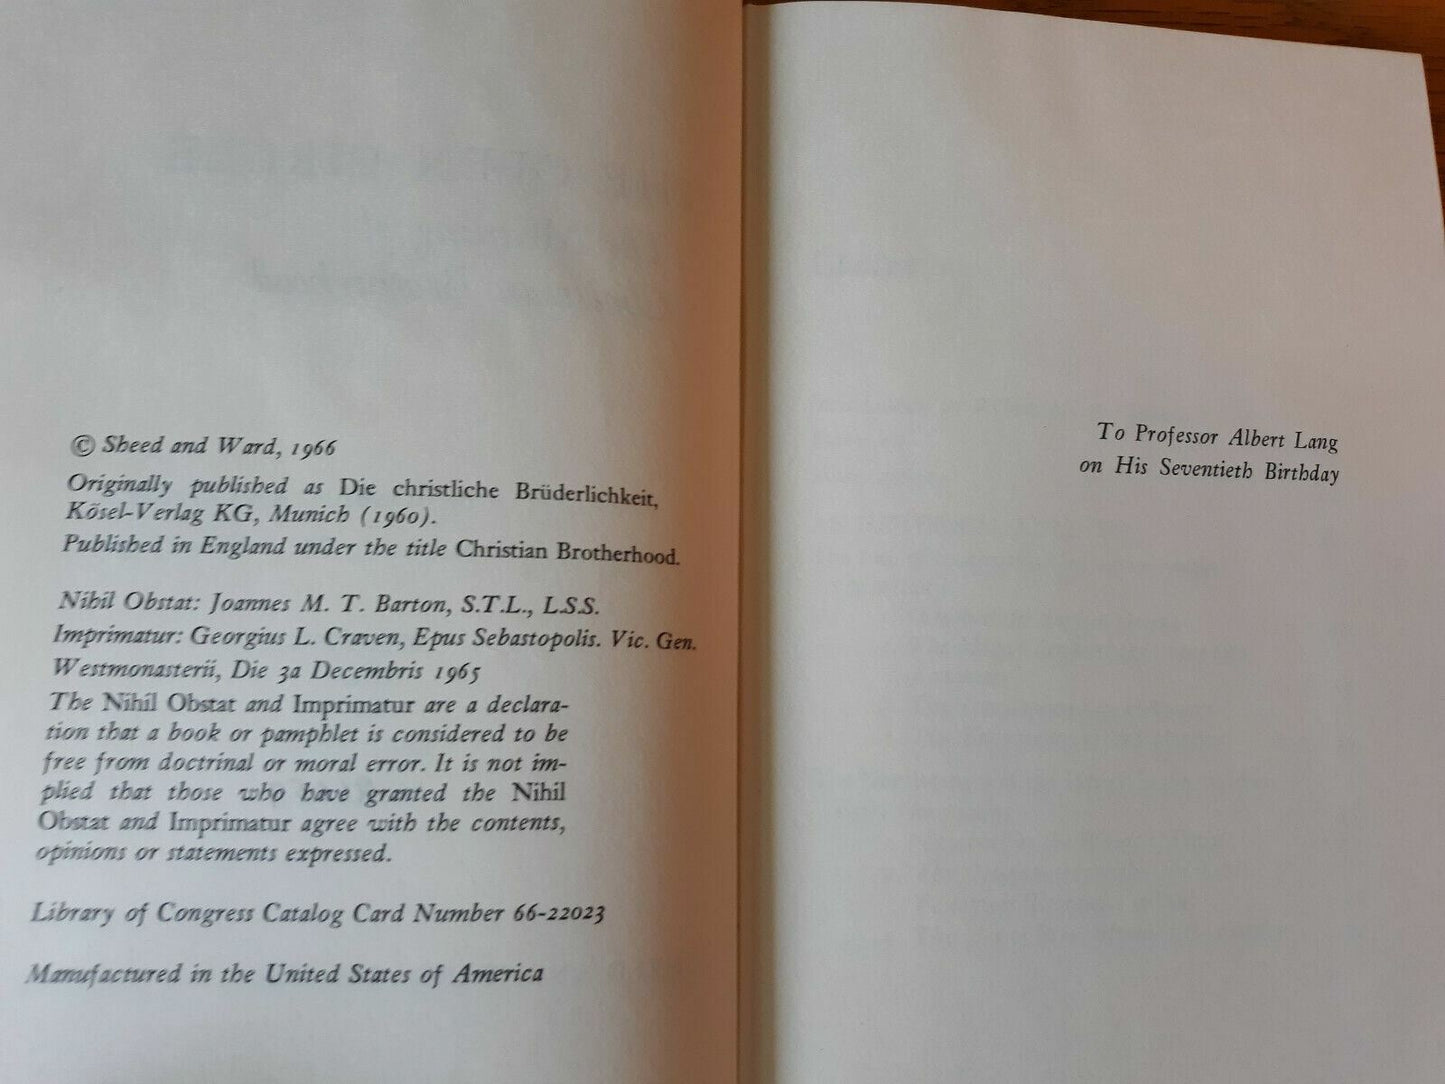 © Sheed and Ward, 1966
Originally published as Die christliche Brüderlichkeit,
Kösel-Verlag KG, Munich (1960).
Published in England under the title Christian Brotherhood.
Nihil Obstat: Joannes M. T. Barton, S.T.L., L.S.S.
Imprimatur: Georgius L. Craven, Epus Sebastopolis. Vic. Gen.
Westmonasterii, Die 3a Decembris 1965
The Nihil Obstat and Imprimatur are a declara-
tion that a book or pamphlet is considered to be
free from doctrinal or moral error. It is not im-
plied that those who have granted the Nihil
Obstat and Imprimatur agree with the contents,
opinions or statements expressed.
Library of Congress Catalog Card Number 66-22023
Manufactured in the United States of America
To Professor Albert Lang
on His Seventieth Birthday